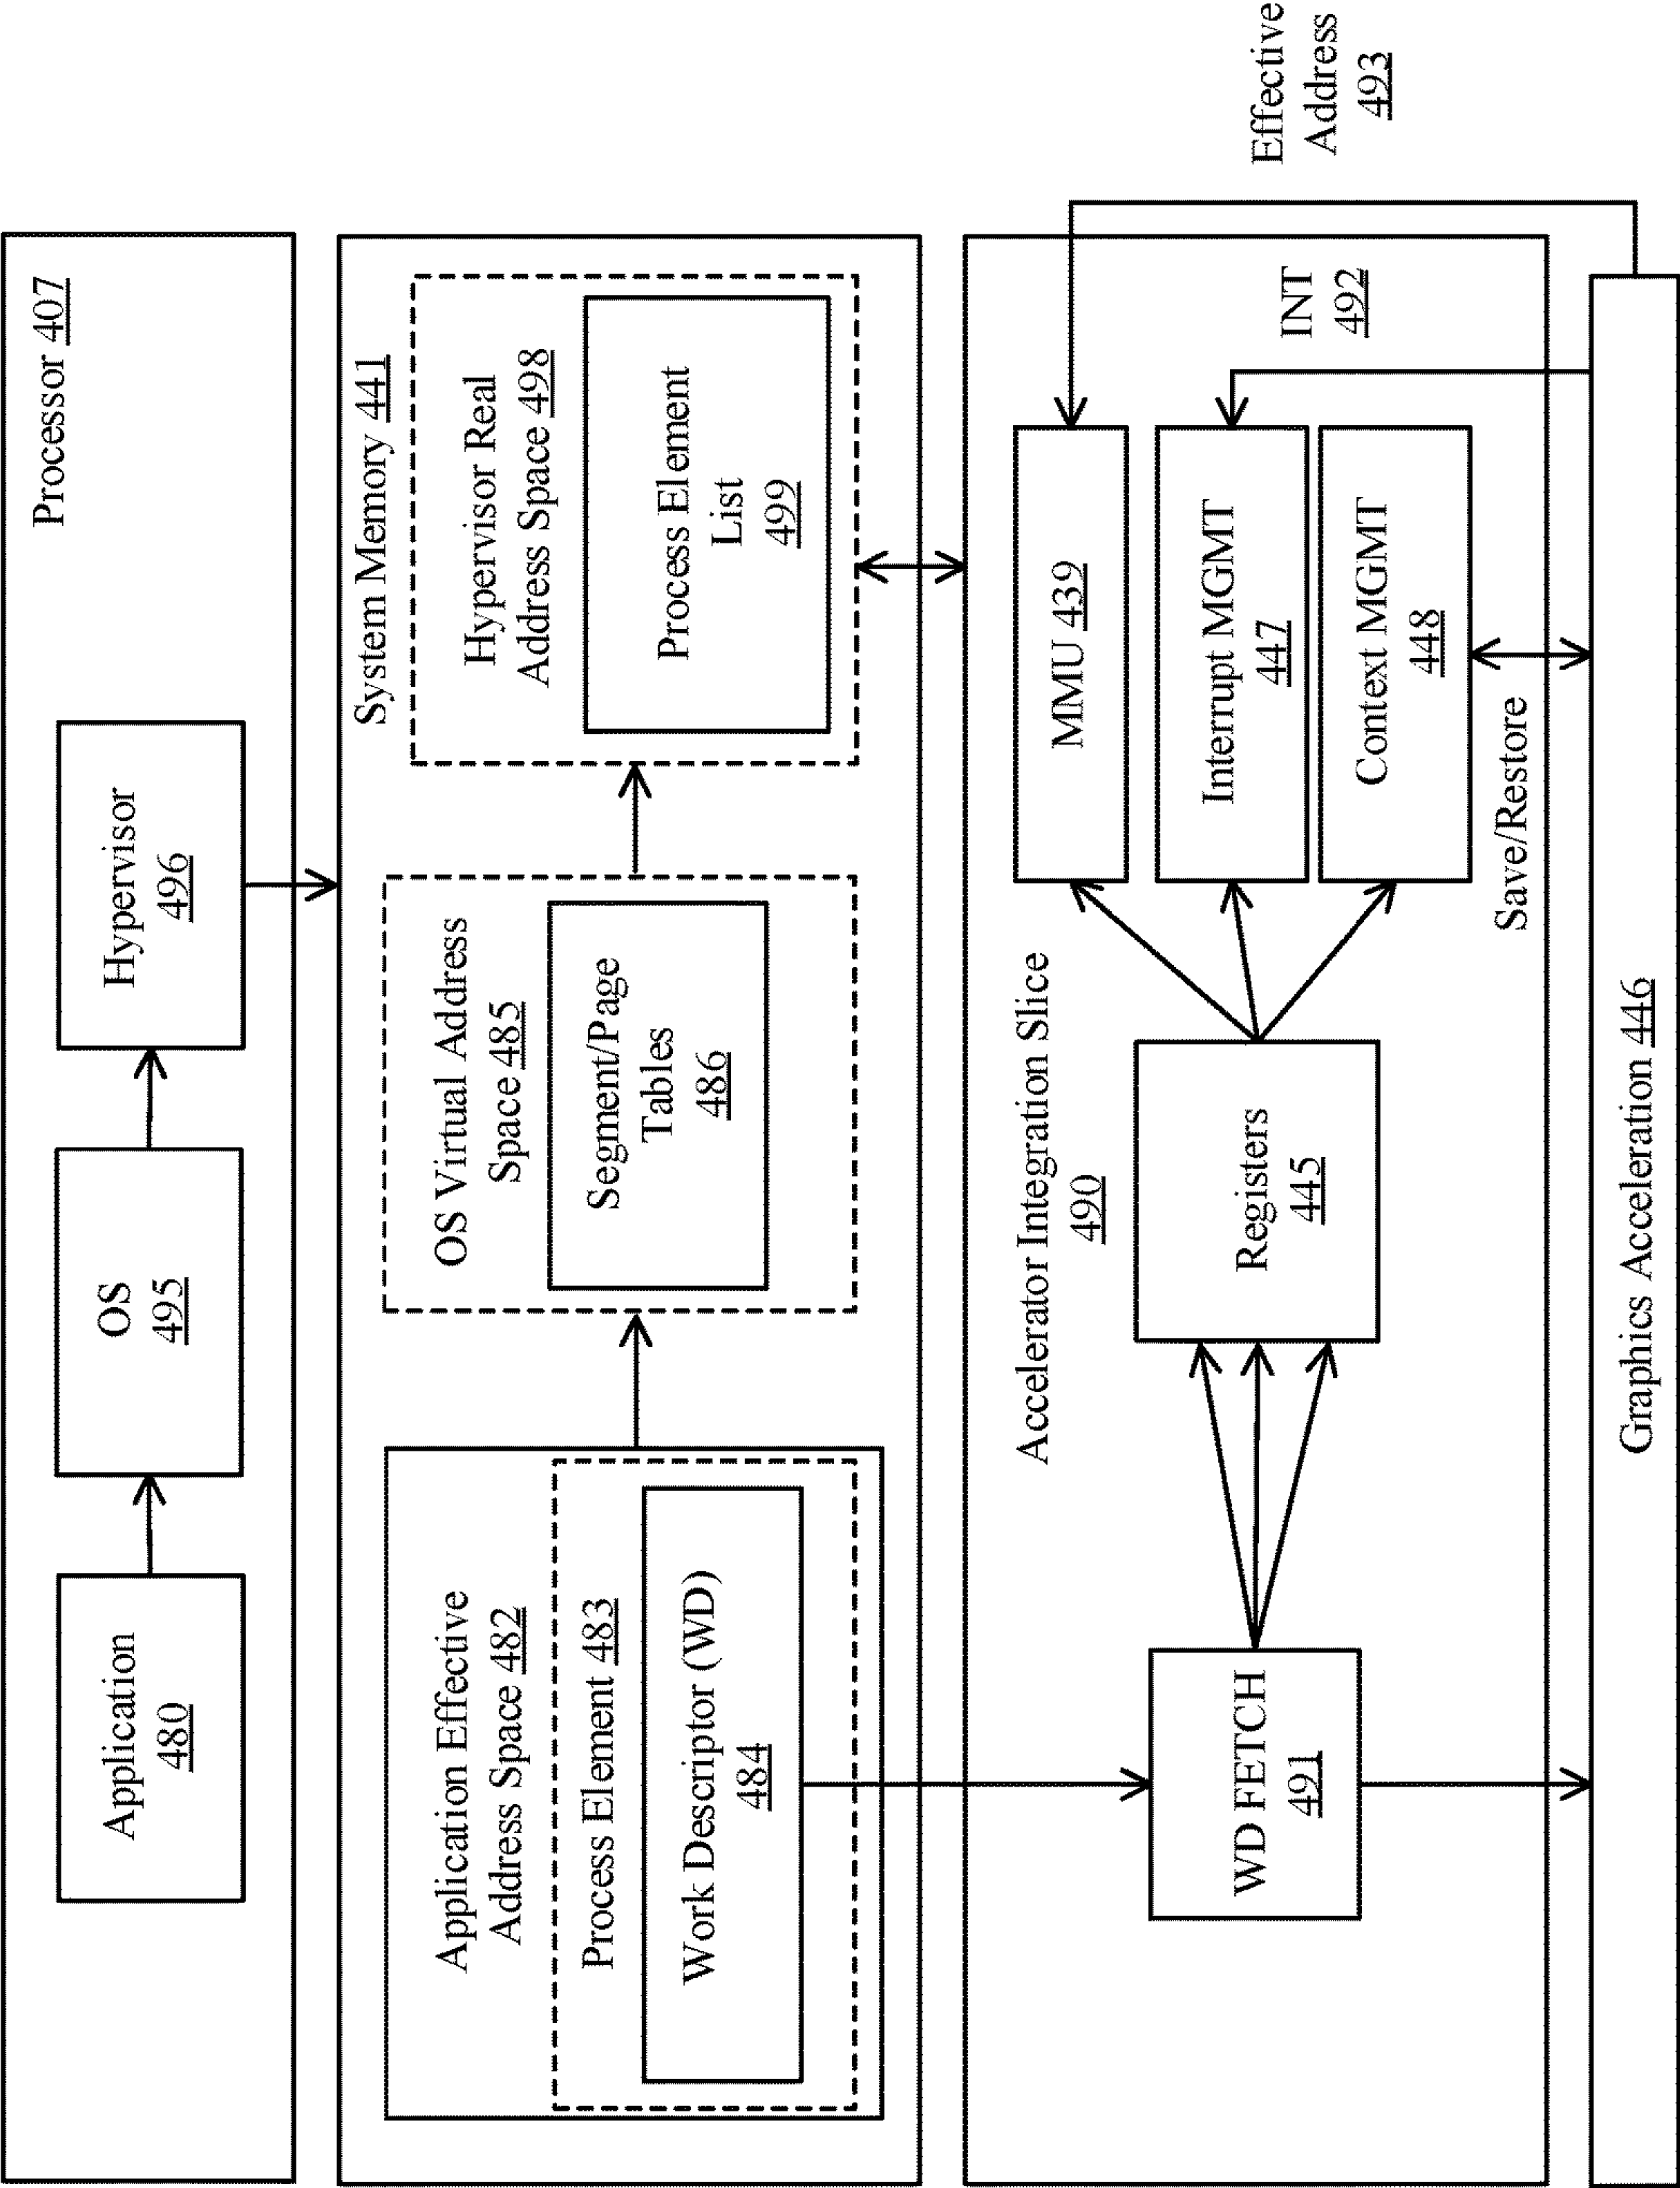 Processor 407
Application
480
OS
495
Hypervisor
496
System Memory 441
Application Effective
Address Space 482
Process Element 483
Work Descriptor (WD)
484
OS Virtual Address
Space 485
Segment/Page
Tables
486
Hypervisor Real
Address Space 498
Process Element
List
499
Accelerator Integration Slice
490
WD FETCH
491
Registers
445
MMU 439
Interrupt MGMT
447
Context MGMT
448
INT
492
Effective
Address
493
Save/Restore
Graphics Acceleration 446